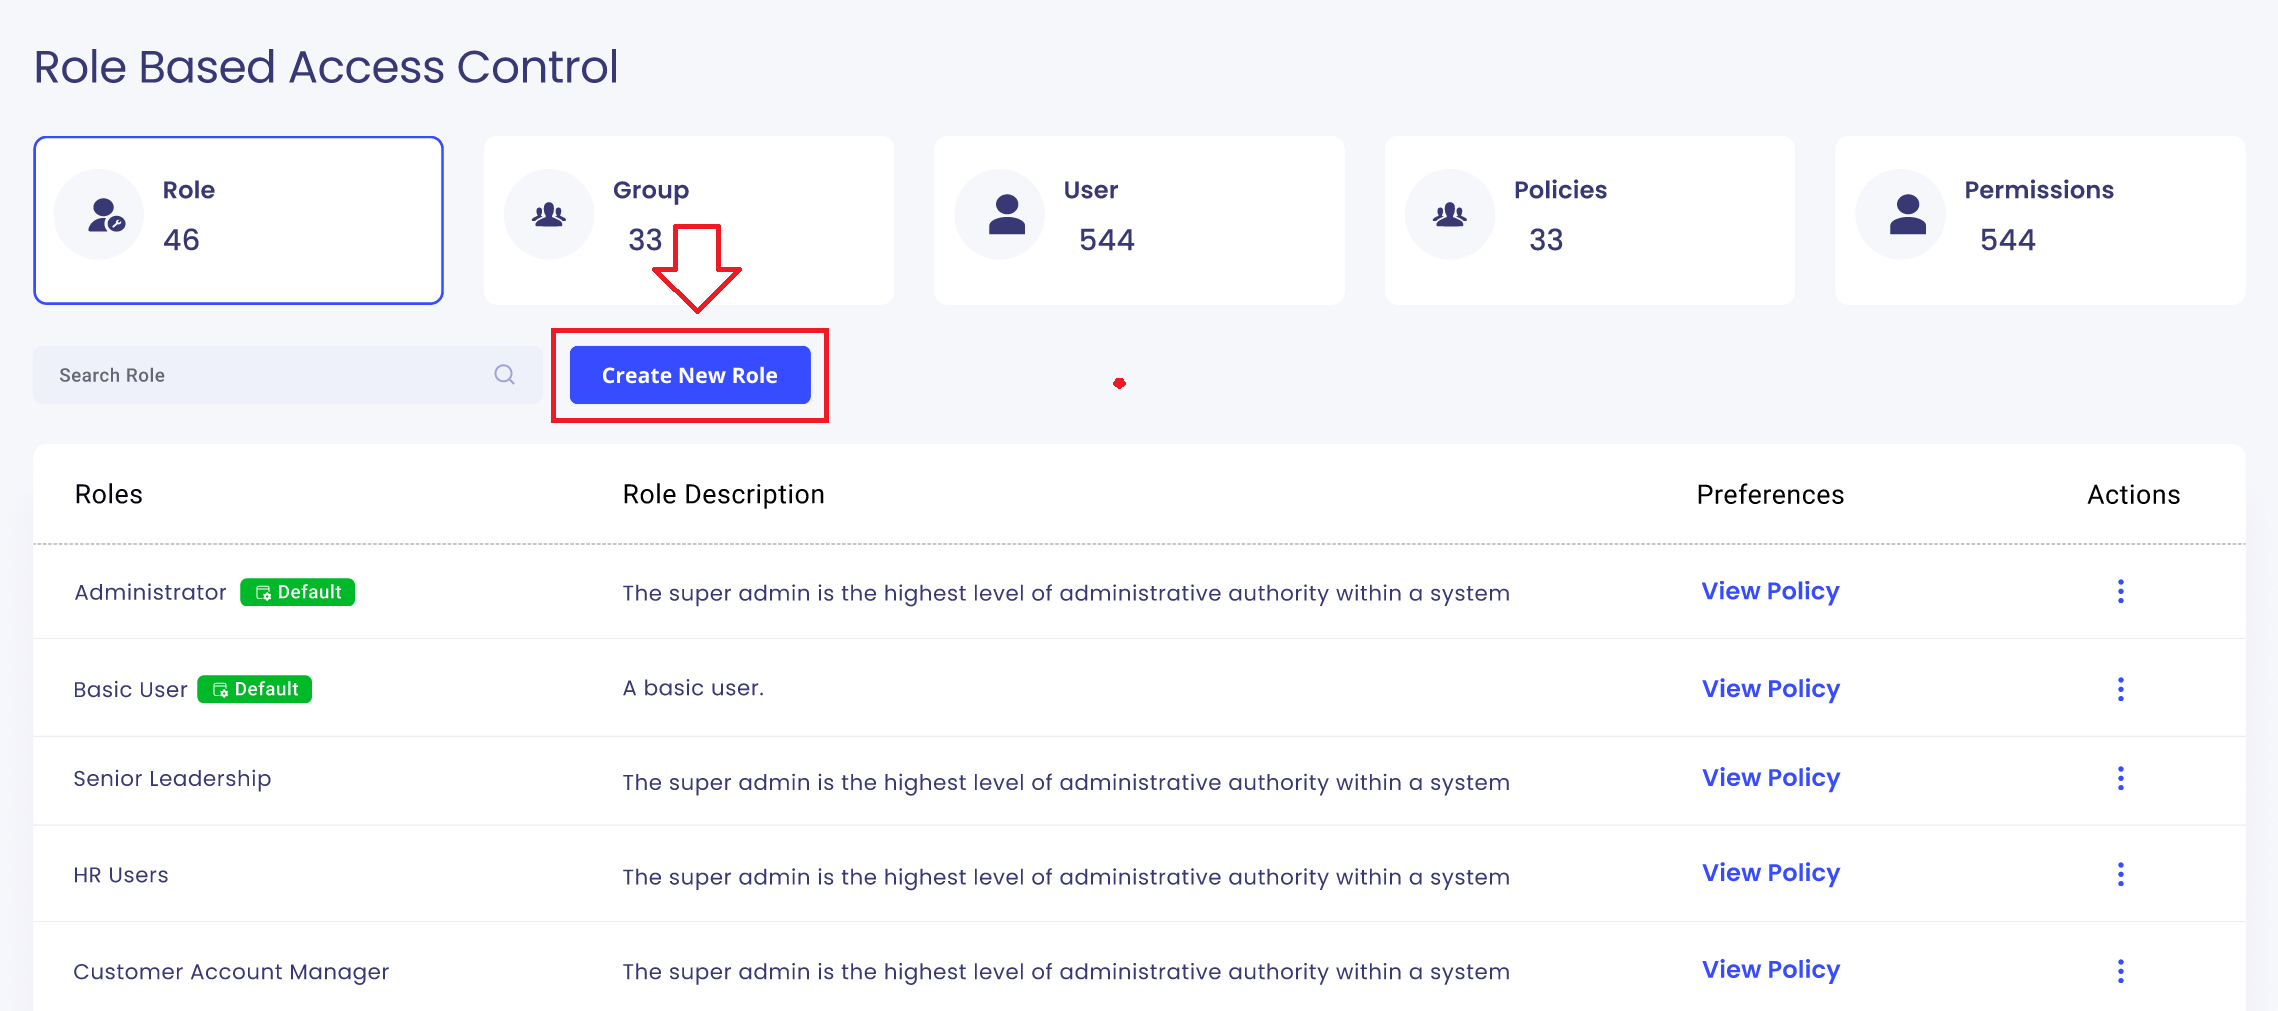 Role Based Access Control
Role
46
Group
33
User
544
Policies
33
Permissions
544
Search Role
Create New Role
Roles Role Description Preferences Actions
Administrator Default The super admin is the highest level of administrative authority within a system View Policy
Basic User Default A basic user. View Policy
Senior Leadership The super admin is the highest level of administrative authority within a system View Policy
HR Users The super admin is the highest level of administrative authority within a system View Policy
Customer Account Manager The super admin is the highest level of administrative authority within a system View Policy